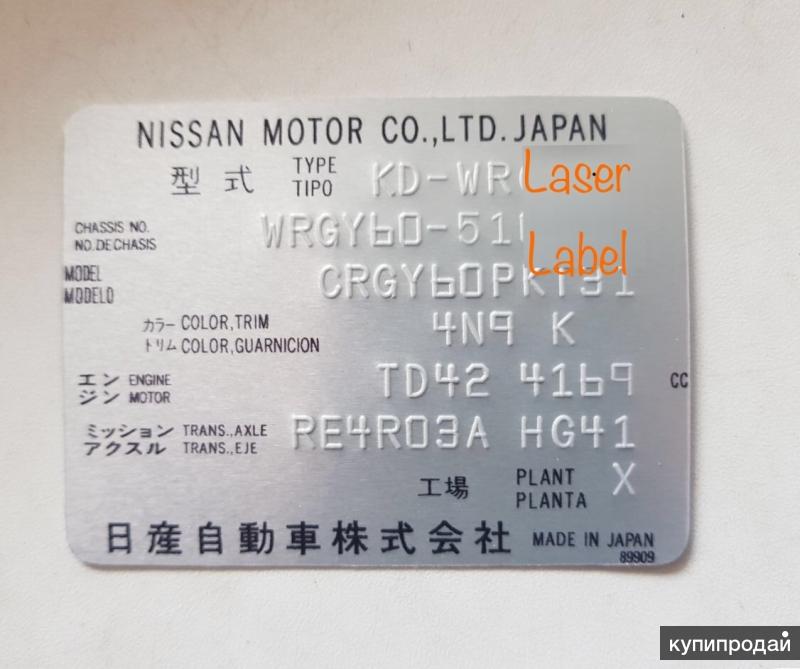 NISSAN MOTOR CO.,LTD. JAPAN
型式 TYPE TIPO KD-WR Laser
CHASSIS NO. NO. DE CHASIS WRGY60-51
Label
MODEL MODELO CRGY60PKT31
カラー COLOR,TRIM 4N9 K
トリム COLOR,GUARNICION
エンジン ENGINE MOTOR TD42 4169 CC
ミッション TRANS.,AXLE RE4R03A HG41
アクスル TRANS.,EJE
工場 PLANT PLANTA X
日産自動車株式会社 MADE IN JAPAN
89909
купипродай